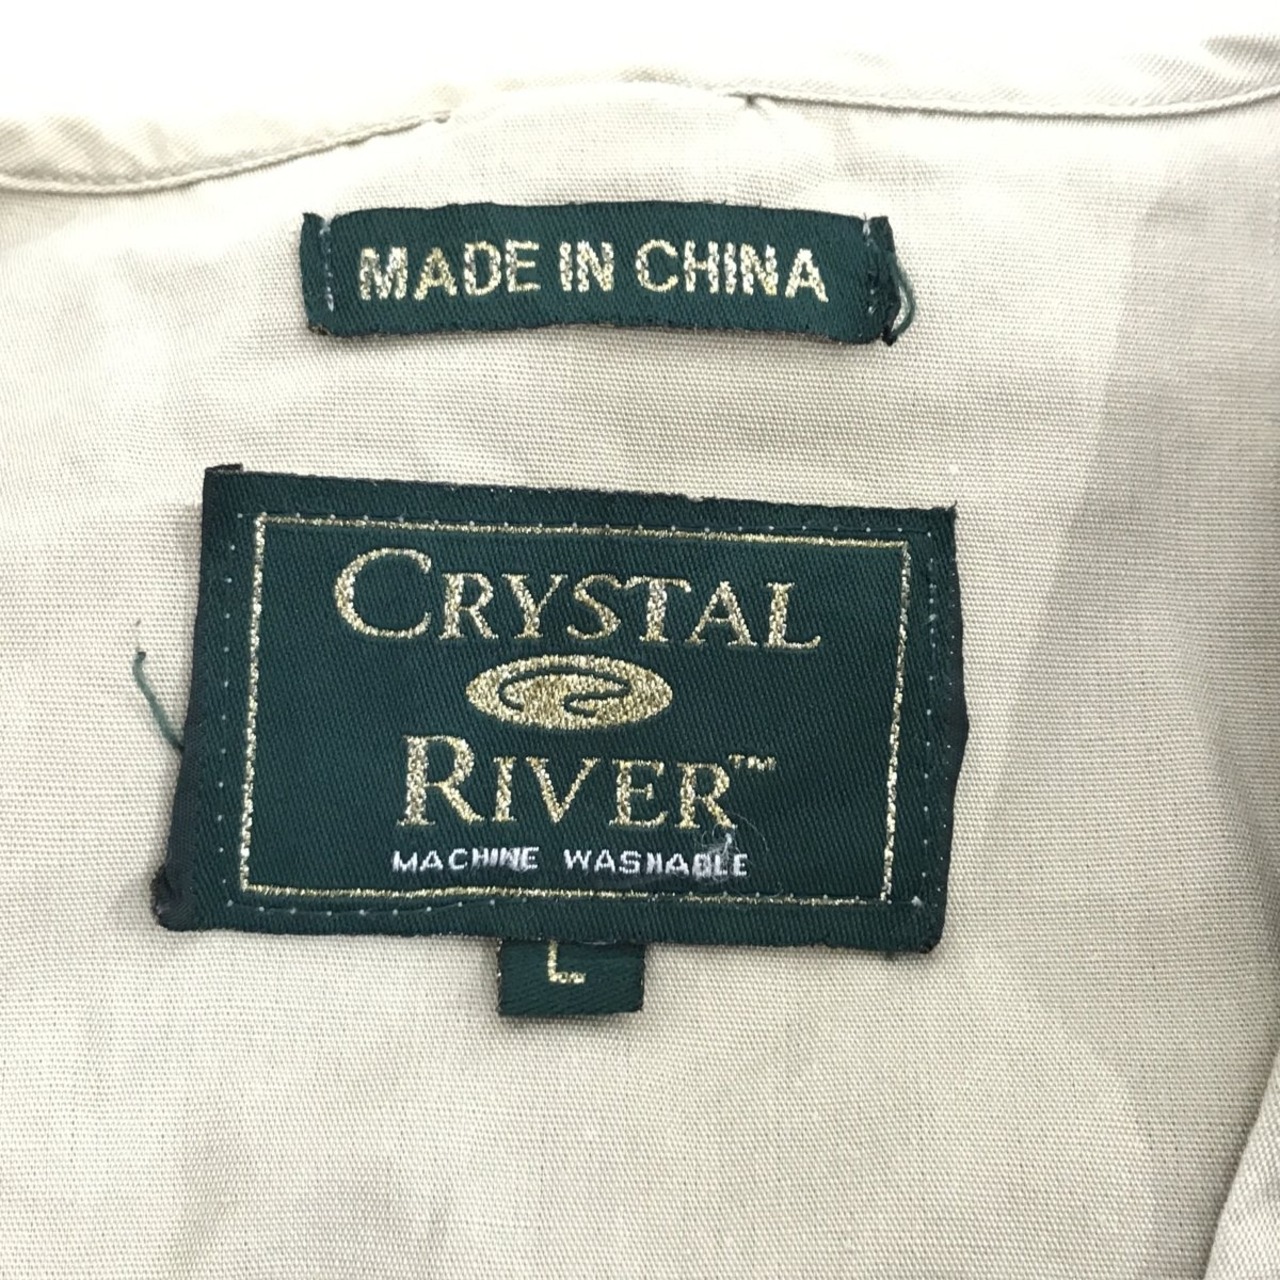 MADE IN CHINA
CRYSTAL
RIVER™
MACHINE WASHABLE
L